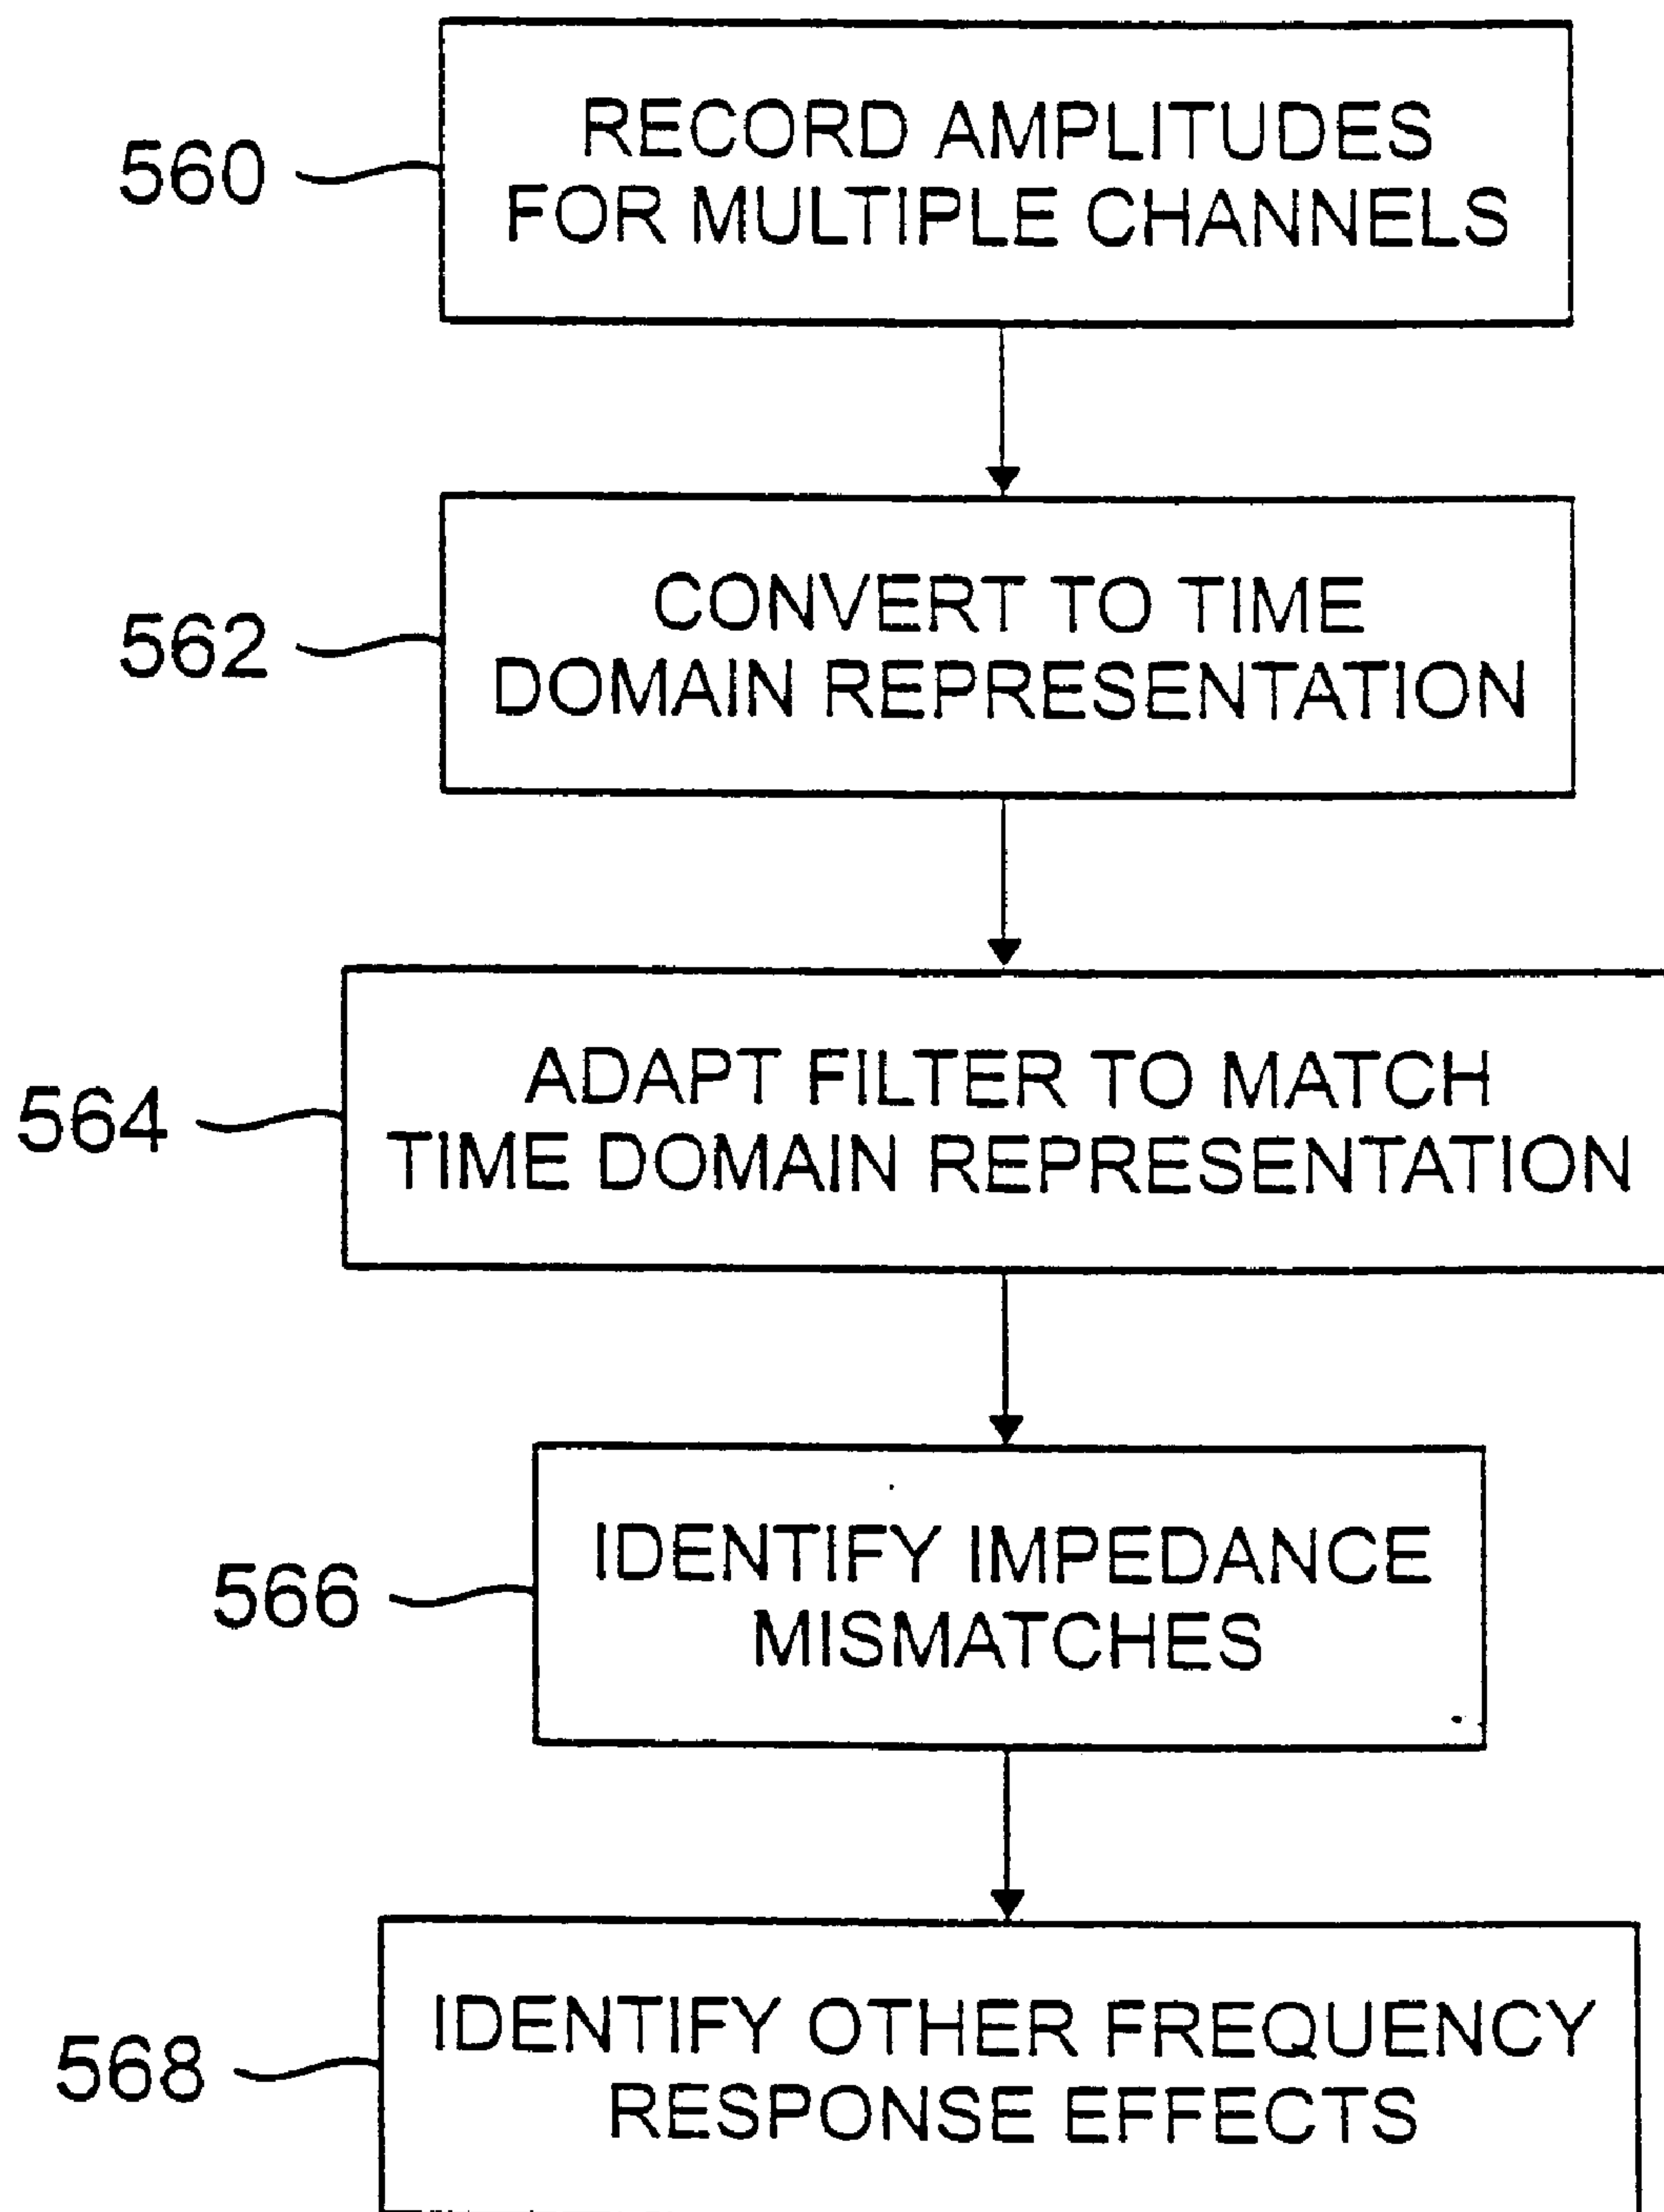 560
RECORD AMPLITUDES
FOR MULTIPLE CHANNELS
562
CONVERT TO TIME
DOMAIN REPRESENTATION
564
ADAPT FILTER TO MATCH
TIME DOMAIN REPRESENTATION
566
IDENTIFY IMPEDANCE
MISMATCHES
568
IDENTIFY OTHER FREQUENCY
RESPONSE EFFECTS